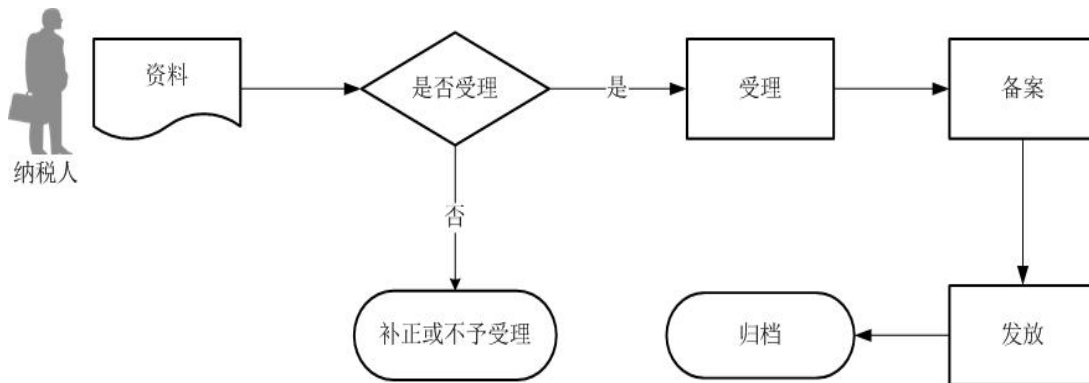 纳税人
资料
是否受理
是
受理
备案
否
补正或不予受理
归档
发放